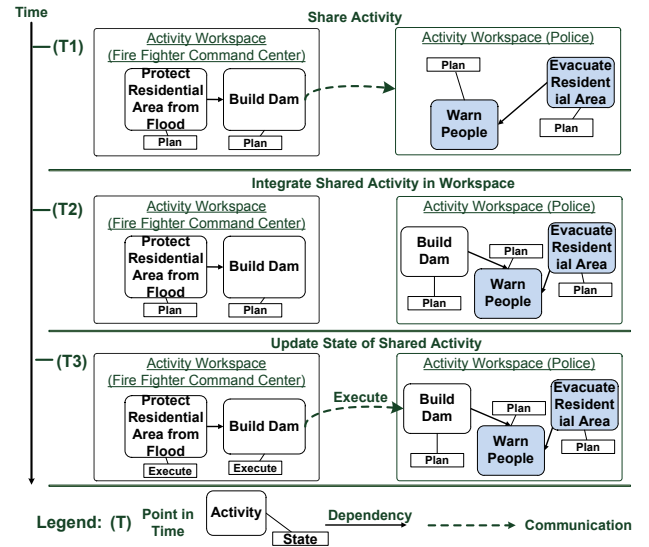 Time
Share Activity
(T1)
Activity Workspace
(Fire Fighter Command Center)
Protect
Residential
Area from
Flood
Build Dam
Plan
Plan
Activity Workspace (Police)
Plan
Evacuate
Resident
ial Area
Warn
People
Plan
Integrate Shared Activity in Workspace
(T2)
Activity Workspace
(Fire Fighter Command Center)
Protect
Residential
Area from
Flood
Build Dam
Plan
Plan
Activity Workspace (Police)
Build
Dam
Plan
Evacuate
Resident
ial Area
Warn
People
Plan
Plan
Update State of Shared Activity
(T3)
Activity Workspace
(Fire Fighter Command Center)
Protect
Residential
Area from
Flood
Build Dam
Execute
Execute
Execute
Activity Workspace (Police)
Build
Dam
Plan
Evacuate
Resident
ial Area
Warn
People
Plan
Plan
Legend: (T) Point in
Time
Activity
State
Dependency
Communication